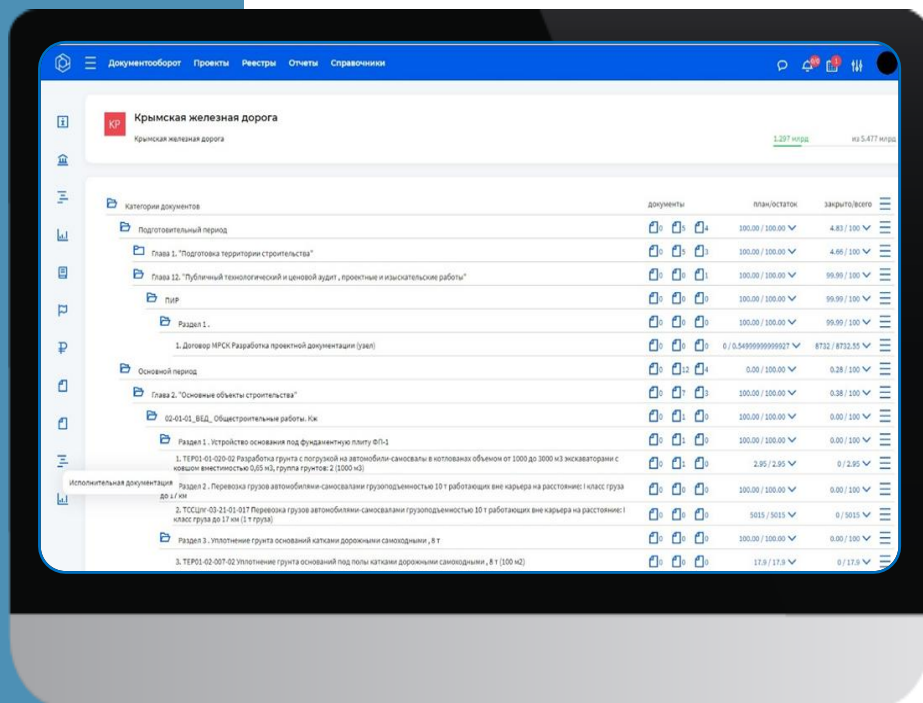 Документооборот Проекты Реестры Отчеты Справочники
КР Крымская железная дорога
Крымская железная дорога 1.297 млрд из 5.477 млрд
Категории документов документы план/остаток закрыто/всего
Подготовительный период 0 5 4 100.00 / 100.00 4.83 / 100
Глава 1. "Подготовка территории строительства" 0 5 3 100.00 / 100.00 4.66 / 100
Глава 12. "Публичный технологический и ценовой аудит , проектные и изыскательские работы" 0 0 1 100.00 / 100.00 99.99 / 100
ПИР 0 0 0 100.00 / 100.00 99.99 / 100
Раздел 1 . 0 0 0 100.00 / 100.00 99.99 / 100
1. Договор МРСК Разработка проектной документации (узел) 0 0 0 0 / 0.54999999999927 8732 / 8732.55
Основной период 0 12 4 0.00 / 100.00 0.28 / 100
Глава 2. "Основные объекты строительства" 0 7 3 100.00 / 100.00 0.38 / 100
02-01-01_ВЕД_ Общестроительные работы. Кж 0 1 0 100.00 / 100.00 0.00 / 100
Раздел 1 . Устройство основания под фундаментную плиту ФП-1 0 1 0 100.00 / 100.00 0.00 / 100
1. ТЕР01-01-020-02 Разработка грунта с погрузкой на автомобили-самосвалы в котлованах объемом от 1000 до 3000 м3 экскаваторами с
ковшом вместимостью 0,65 м3, группа грунтов: 2 (1000 м3) 0 1 0 2.95 / 2.95 0 / 2.95
Исполнительная документация
Раздел 2 . Перевозка грузов автомобилями-самосвалами грузоподъемностью 10 т работающих вне карьера на расстояние: I класс груза
до 17 км 0 0 0 100.00 / 100.00 0.00 / 100
2. ТССЦпг-03-21-01-017 Перевозка грузов автомобилями-самосвалами грузоподъемностью 10 т работающих вне карьера на расстояние: I
класс груза до 17 км (1 т груза) 0 0 0 5015 / 5015 0 / 5015
Раздел 3 . Уплотнение грунта оснований катками дорожными самоходными , 8 т 0 0 0 100.00 / 100.00 0.00 / 100
3. ТЕР01-02-007-02 Уплотнение грунта оснований под полы катками дорожными самоходными , 8 т (100 м2) 0 0 0 17.9 / 17.9 0 / 17.9